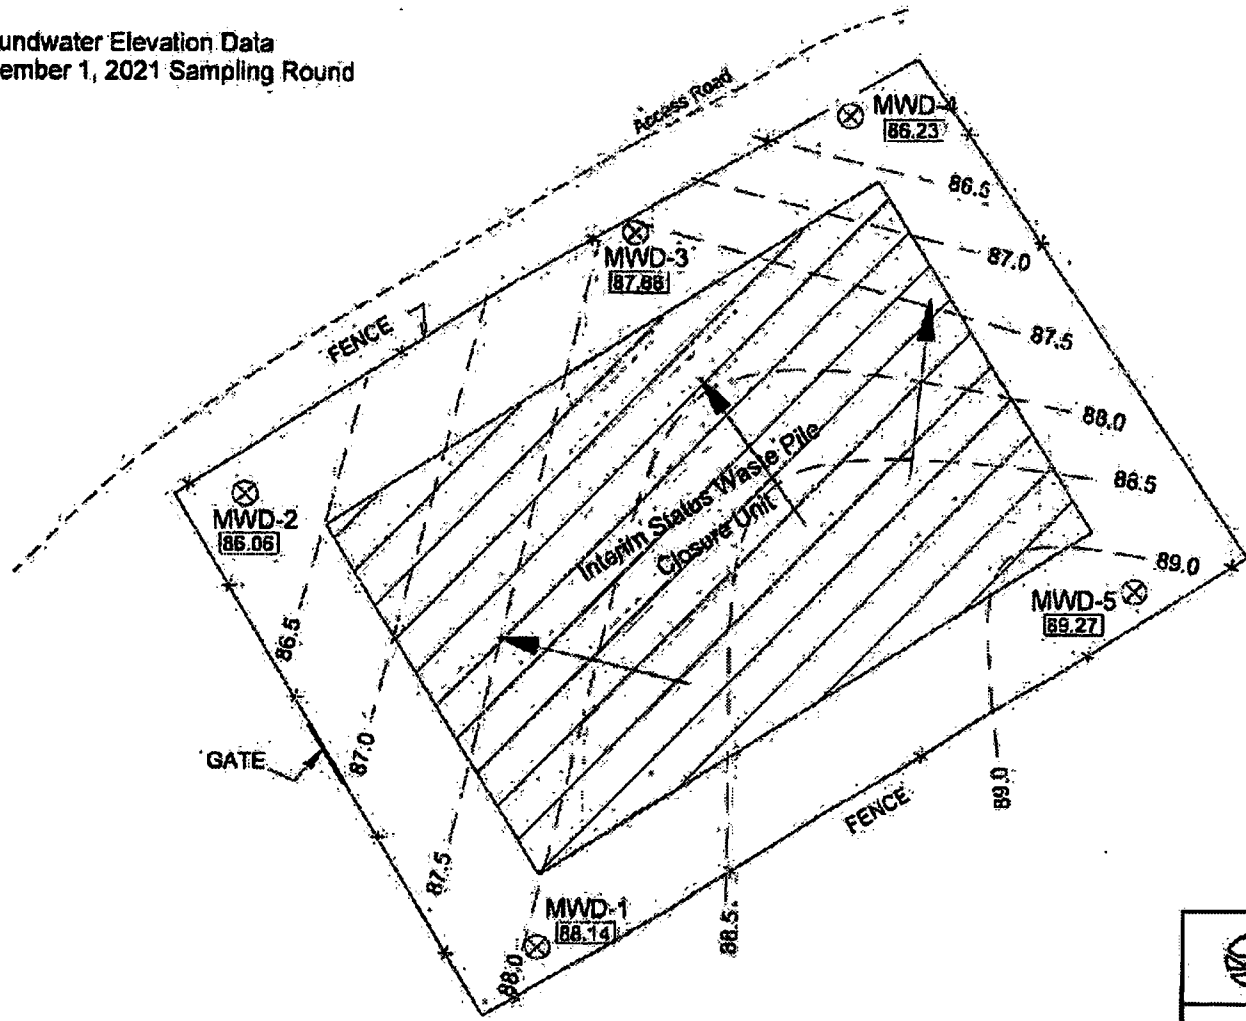 undwater Elevation Data
ember 1, 2021 Sampling Round
Access Road
MWD-4
86.23
86.5
MWD-3
87.88
87.0
FENCE
87.5
88.0
Interim Status Waste Pile
Closure Unit
88.5
MWD-2
86.06
89.0
MWD-5
89.27
86.5
GATE
87.0
89.0
FENCE
87.5
MWD-1
88.14
88.5
88.0